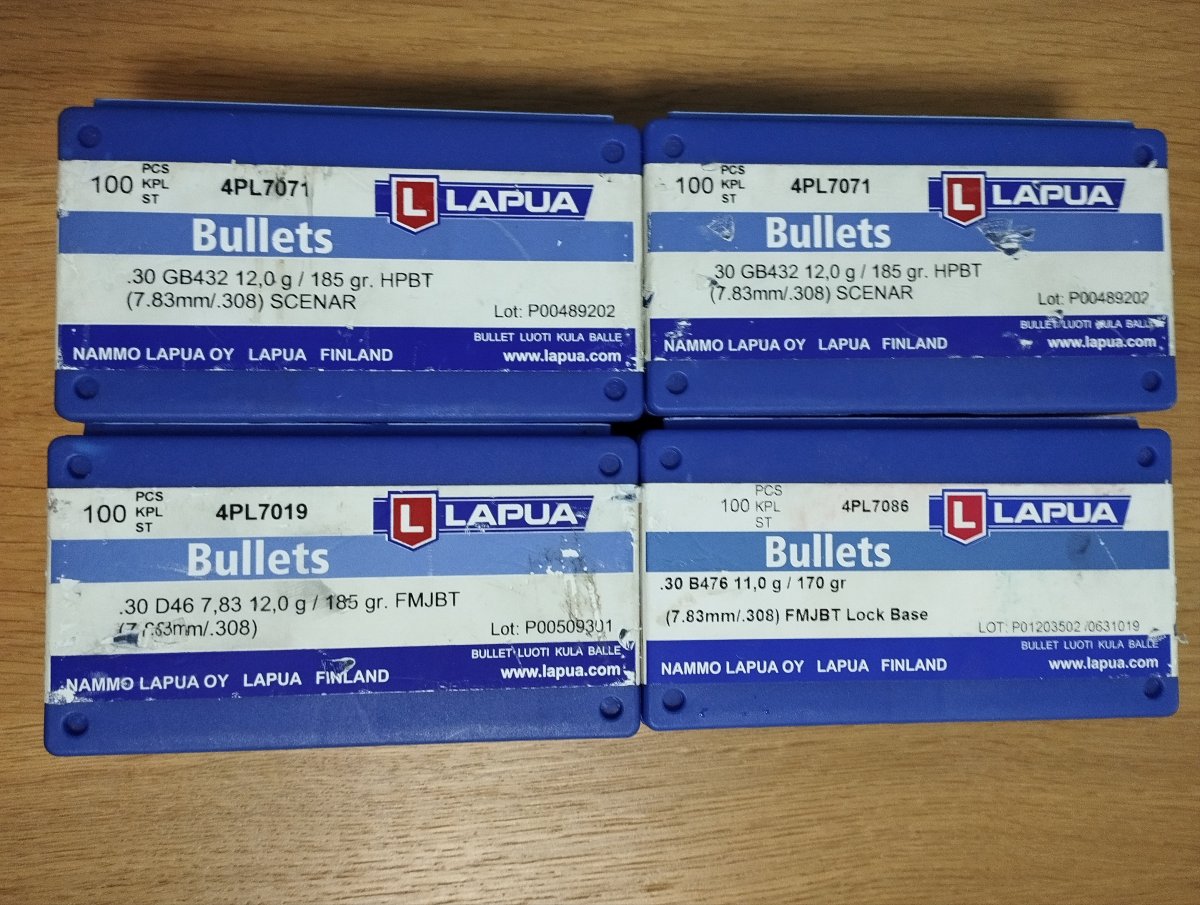 100 PCS KPL ST 4PL7071 L LAPUA
Bullets
.30 GB432 12,0 g / 185 gr. HPBT
(7.83mm/.308) SCENAR
Lot: P00489202
BULLET LUOTI KULA BALLE
NAMMO LAPUA OY LAPUA FINLAND www.lapua.com
100 PCS KPL ST 4PL7071 L LAPUA
Bullets
30 GB432 12,0 g / 185 gr. HPBT
(7.83mm/.308) SCENAR
Lot: P00489202
BULLET LUOTI KULA BALLE
NAMMO LAPUA OY LAPUA FINLAND www.lapua.com
100 PCS KPL ST 4PL7019 L LAPUA
Bullets
.30 D46 7,83 12,0 g / 185 gr. FMJBT
(7.83mm/.308)
Lot: P00509301
BULLET LUOTI KULA BALLE
NAMMO LAPUA OY LAPUA FINLAND www.lapua.com
100 PCS KPL ST 4PL7086 L LAPUA
Bullets
.30 B476 11,0 g / 170 gr
(7.83mm/.308) FMJBT Lock Base
LOT: P01203502 /0631019
BULLET LUOTI KULA BALLE
NAMMO LAPUA OY LAPUA FINLAND www.lapua.com